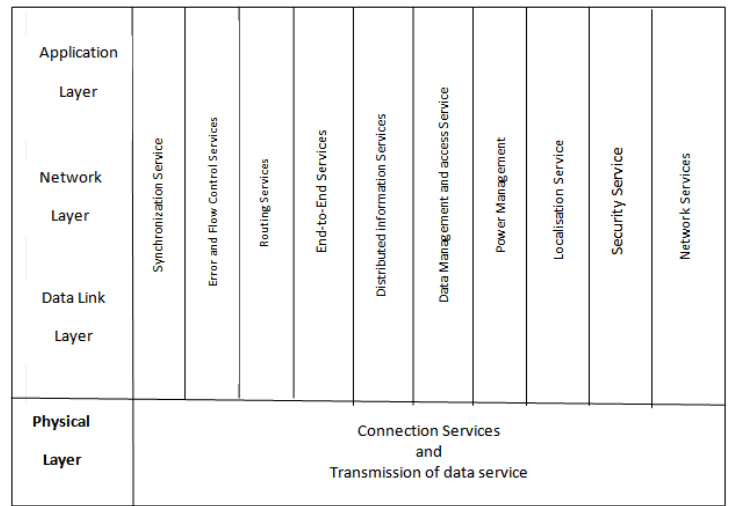 Application
Layer
Network
Layer
Data Link
Layer
Synchronization Service
Error and Flow Control Services
Routing Services
End-to-End Services
Distributed information Services
Data Management and access Service
Power Management
Localisation Service
Security Service
Network Services
Physical
Layer
Connection Services
and
Transmission of data service